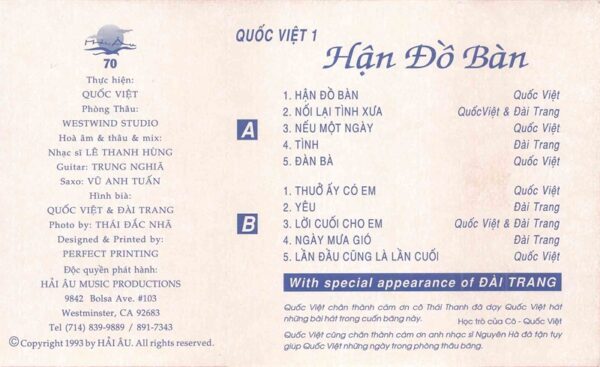 Hải Âu
70
Thực hiện:
QUỐC VIỆT
Phòng Thâu:
WESTWIND STUDIO
Hoà âm & thâu & mix:
Nhạc sĩ LÊ THANH HÙNG
Guitar: TRUNG NGHĨA
Saxo: VŨ ANH TUẤN
Hình bìa:
QUỐC VIỆT & ĐÀI TRANG
Photo by: THÁI ĐẮC NHÃ
Designed & Printed by:
PERFECT PRINTING
Độc quyền phát hành:
HẢI ÂU MUSIC PRODUCTIONS
9842 Bolsa Ave. #103
Westminster, CA 92683
Tel (714) 839-9889 / 891-7343
© Copyright 1993 by HẢI ÂU. All rights reserved.
QUỐC VIỆT 1
Hận Đồ Bàn
A
1. HẬN ĐỒ BÀN Quốc Việt
2. NỐI LẠI TÌNH XƯA QuốcViệt & Đài Trang
3. NẾU MỘT NGÀY Quốc Việt
4. TÌNH Đài Trang
5. ĐÀN BÀ Quốc Việt
B
1. THUỞ ẤY CÓ EM Quốc Việt
2. YÊU Đài Trang
3. LỜI CUỐI CHO EM Quốc Việt & Đài Trang
4. NGÀY MƯA GIÓ Đài Trang
5. LẦN ĐẦU CŨNG LÀ LẦN CUỐI Quốc Việt
With special appearance of ĐÀI TRANG
Quốc Việt chân thành cám ơn cô Thái Thanh đã dạy Quốc Việt hát
những bài hát trong cuốn băng này.
Học trò của Cô - Quốc Việt
Quốc Việt cũng chân thành cám ơn anh nhạc sĩ Nguyên Hà đã tận tụy
giúp Quốc Việt những ngày trong phòng thâu băng.